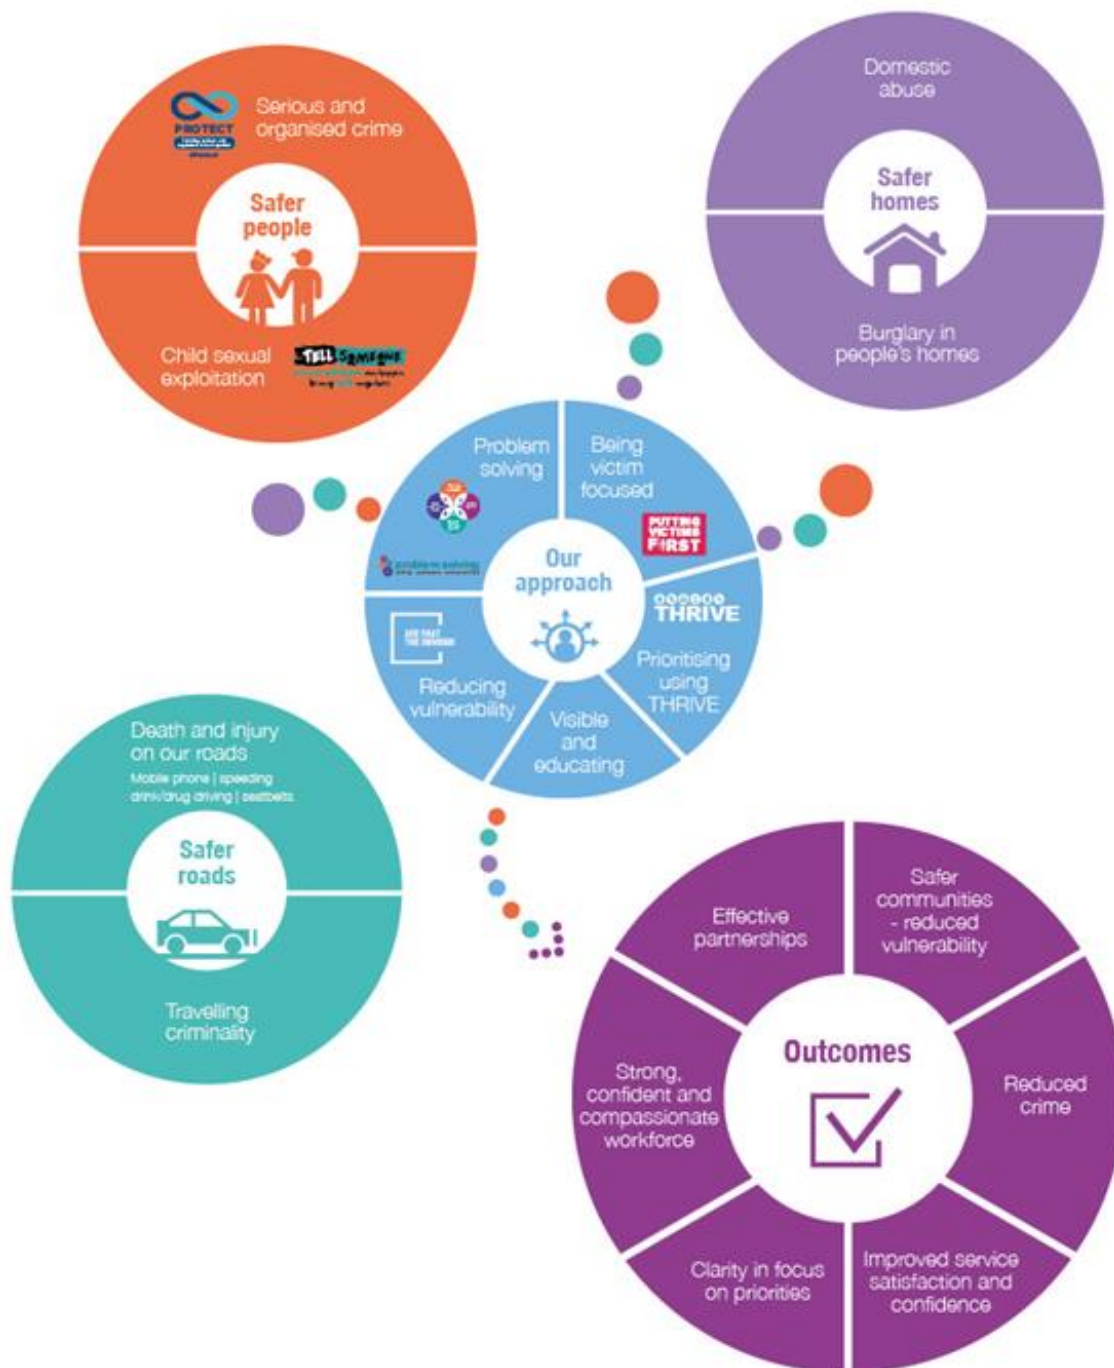 PROTECT
Serious and
organised crime
Safer
people
Child sexual
exploitation
TELL SOMEONE
Domestic
abuse
Safer
homes
Burglary in
people's homes
Problem
solving
problem solving
Being
victim
focused
PUTTING
VICTIMS
FIRST
Our
approach
THRIVE
Prioritising
using
THRIVE
Reducing
vulnerability
Visible
and
educating
Death and injury
on our roads
Mobile phone | speeding
drink/drug driving | seatbelts
Safer
roads
Travelling
criminality
Effective
partnerships
Safer
communities
- reduced
vulnerability
Outcomes
Strong,
confident and
compassionate
workforce
Reduced
crime
Clarity in focus
on priorities
Improved service
satisfaction and
confidence